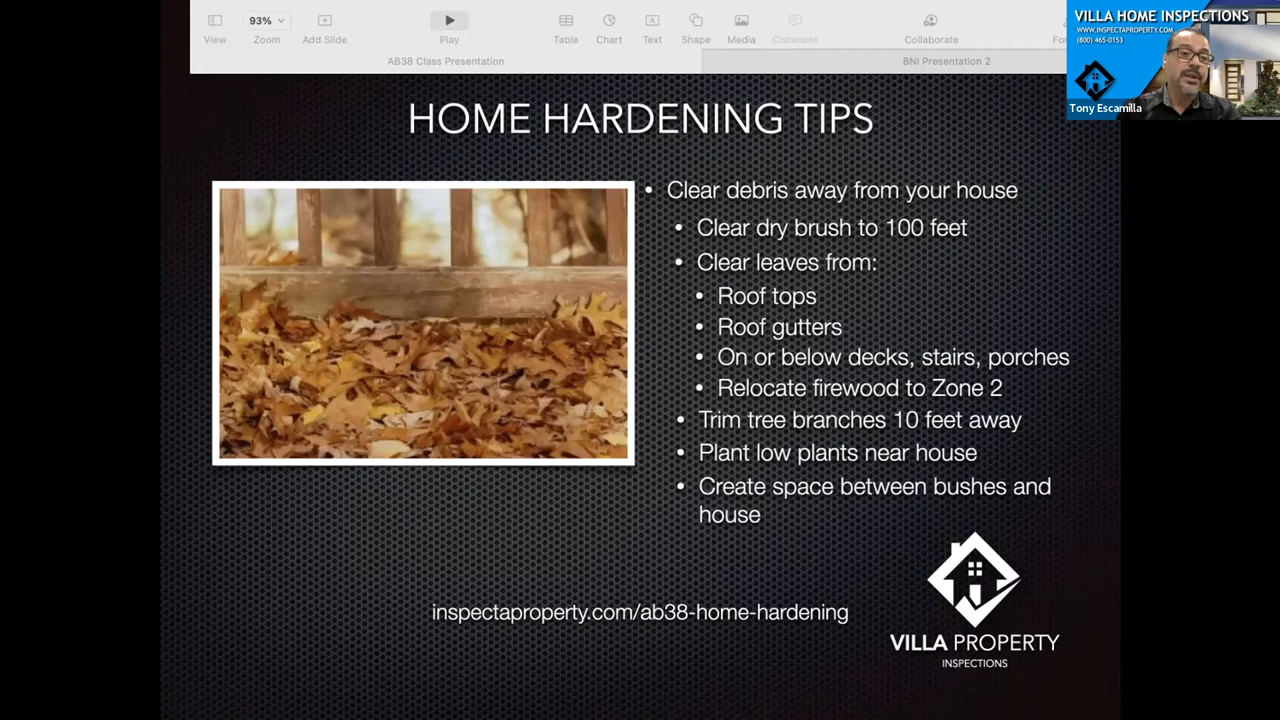 93%
View
Zoom
Add Slide
Play
Table
Chart
Text
Shape
Media
Comment
Collaborate
AB38 Class Presentation
BNI Presentation 2
VILLA HOME INSPECTIONS
WWW.INSPECTAPROPERTY.COM
(800) 465-0153
Tony Escamilla
HOME HARDENING TIPS
• Clear debris away from your house
• Clear dry brush to 100 feet
• Clear leaves from:
• Roof tops
• Roof gutters
• On or below decks, stairs, porches
• Relocate firewood to Zone 2
• Trim tree branches 10 feet away
• Plant low plants near house
• Create space between bushes and
house
inspectaproperty.com/ab38-home-hardening
VILLA PROPERTY
INSPECTIONS